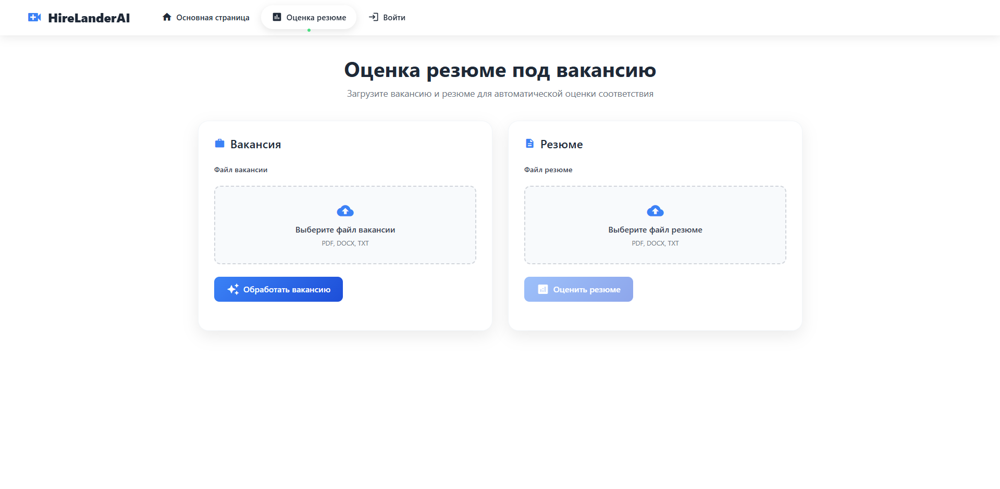 HireLanderAI
Основная страница
Оценка резюме
Войти
Оценка резюме под вакансию
Загрузите вакансию и резюме для автоматической оценки соответствия
Вакансия
Файл вакансии
Выберите файл вакансии
PDF, DOCX, TXT
Обработать вакансию
Резюме
Файл резюме
Выберите файл резюме
PDF, DOCX, TXT
Оценить резюме